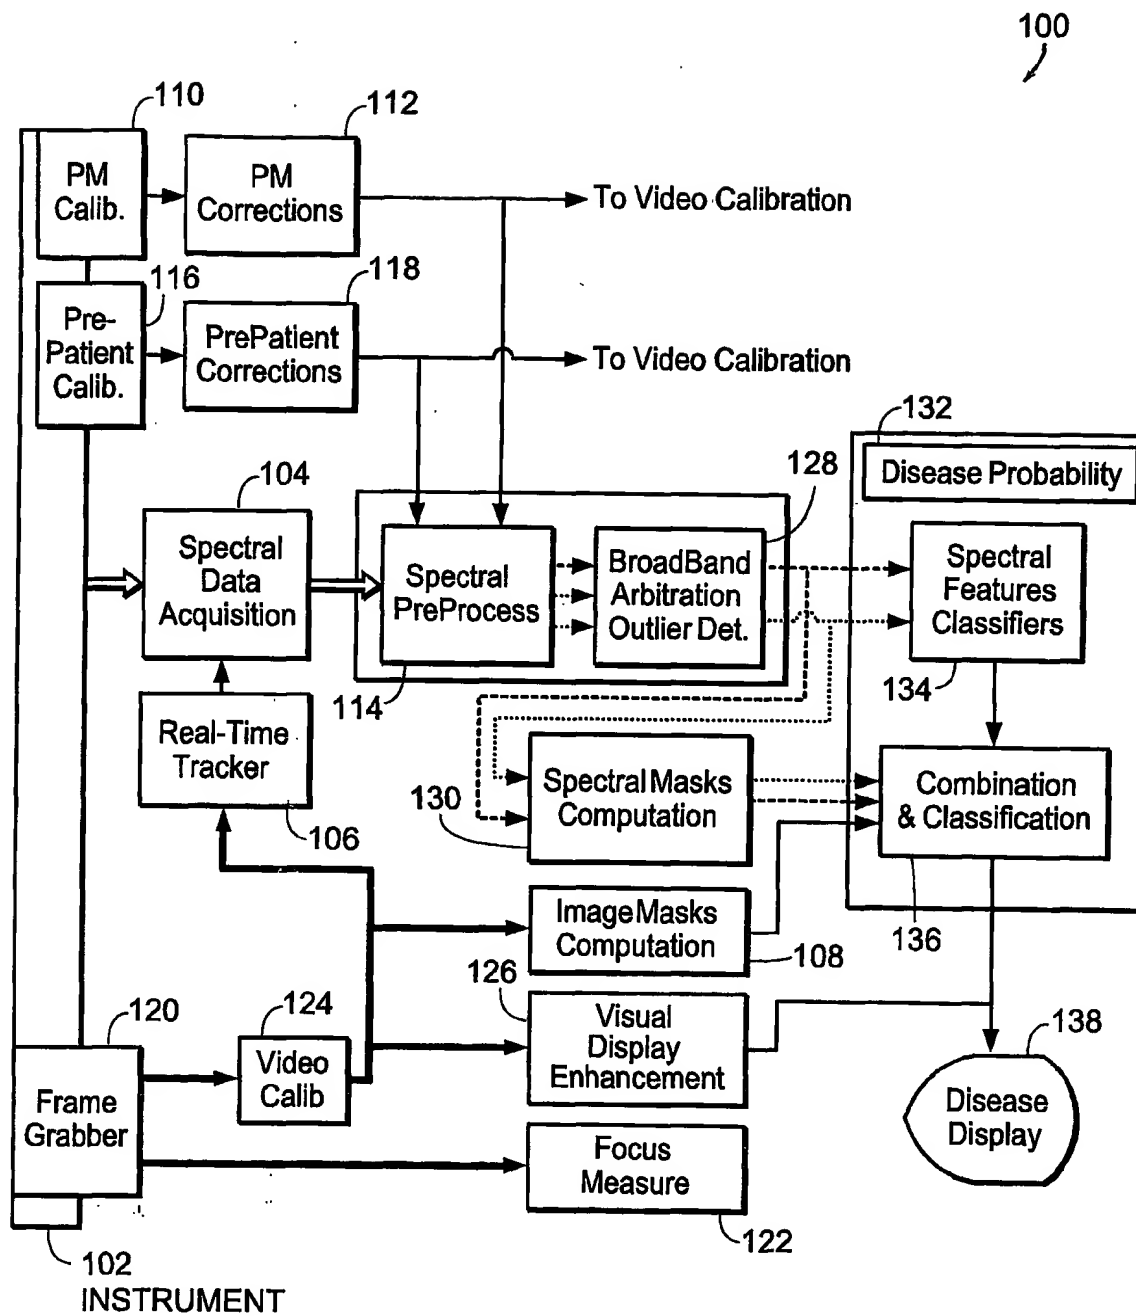 100
110
112
PM
Calib.
PM
Corrections
To Video Calibration
116
118
Pre-
Patient
Calib.
PrePatient
Corrections
To Video Calibration
132
Disease Probability
104
128
Spectral
Data
Acquisition
Spectral
PreProcess
BroadBand
Arbitration
Outlier Det.
Spectral
Features
Classifiers
114
134
Real-Time
Tracker
106
130
Spectral Masks
Computation
Combination
& Classification
136
Image Masks
Computation
108
126
120
124
Visual
Display
Enhancement
138
Frame
Grabber
Video
Calib
Disease
Display
Focus
Measure
122
102
INSTRUMENT